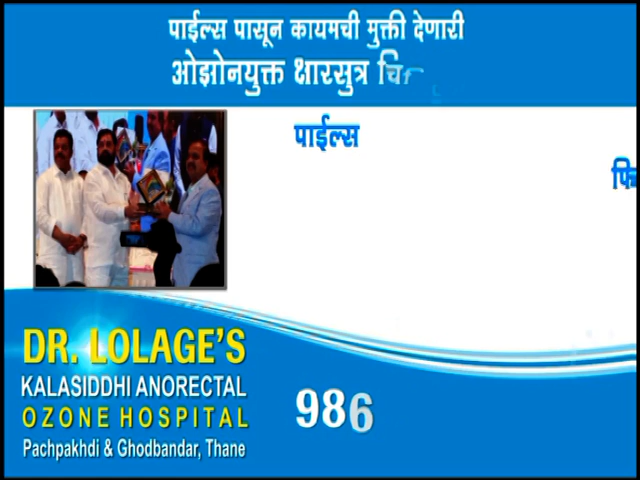 पाईल्स पासून कायमची मुक्ती देणारी
ओझोनयुक्त क्षारसुत्र
पाईल्स
DR. LOLAGE'S
KALASIDDHI ANORECTAL
OZONE HOSPITAL
Pachpakhdi & Ghodbandar, Thane
986